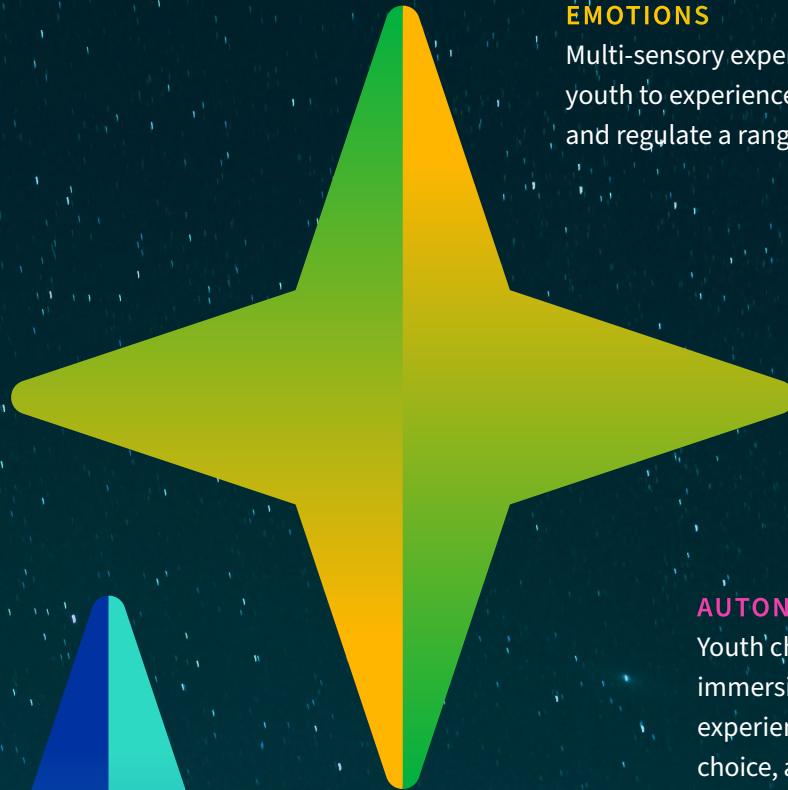 EMOTIONS
Multi-sensory exper
youth to experience
and regulate a rang
AUTON
Youth ch
immersi
experien
choice, a